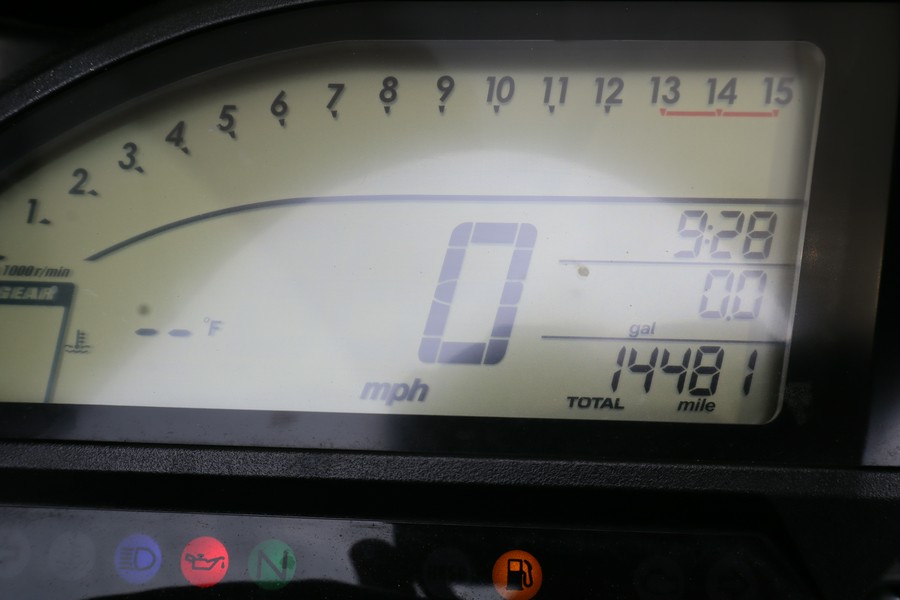 1 2 3 4 5 6 7 8 9 10 11 12 13 14 15
1000r/min
GEAR
-- °F
0
mph
9:28
0.0
gal
14481
TOTAL mile
N